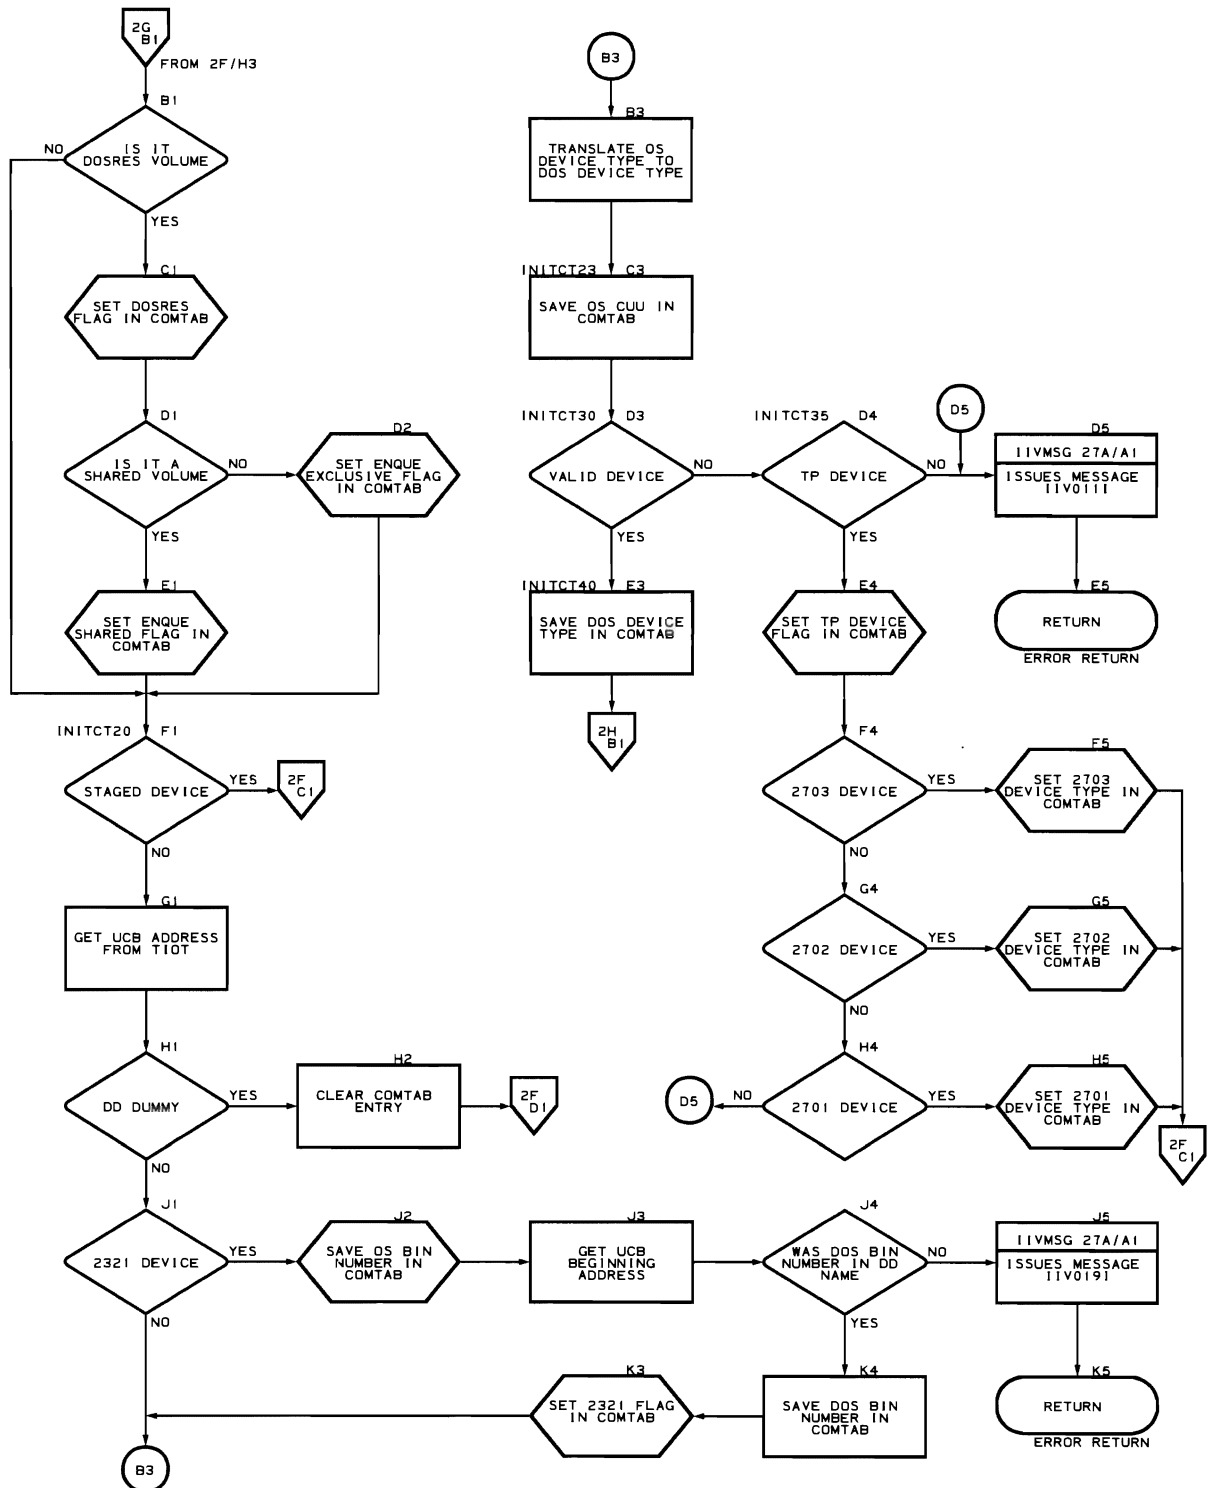 2G
B1
FROM 2F/H3
B1
IS IT
DOSRES VOLUME
NO
YES
C1
SET DOSRES
FLAG IN COMTAB
D1
IS IT A
SHARED VOLUME
NO
YES
D2
SET ENQUE
EXCLUSIVE FLAG
IN COMTAB
E1
SET ENQUE
SHARED FLAG IN
COMTAB
INITCT20
F1
STAGED DEVICE
YES
2F
C1
NO
G1
GET UCB ADDRESS
FROM TIOT
H1
DD DUMMY
YES
H2
CLEAR COMTAB
ENTRY
2F
D1
NO
J1
2321 DEVICE
YES
NO
J2
SAVE OS BIN
NUMBER IN
COMTAB
J3
GET UCB
BEGINNING
ADDRESS
J4
WAS DOS BIN
NUMBER IN DD
NAME
NO
YES
J5
IIVMSG 27A/A1
ISSUES MESSAGE
IIV019I
K5
RETURN
ERROR RETURN
K4
SAVE DOS BIN
NUMBER IN
COMTAB
K3
SET 2321 FLAG
IN COMTAB
B3
B3
B3
TRANSLATE OS
DEVICE TYPE TO
DOS DEVICE TYPE
INITCT23
C3
SAVE OS CUU IN
COMTAB
INITCT30
D3
VALID DEVICE
NO
YES
INITCT40
E3
SAVE DOS DEVICE
TYPE IN COMTAB
2H
B1
INITCT35
D4
TP DEVICE
NO
YES
D5
D5
IIVMSG 27A/A1
ISSUES MESSAGE
IIV011I
E5
RETURN
ERROR RETURN
E4
SET TP DEVICE
FLAG IN COMTAB
F4
2703 DEVICE
YES
NO
F5
SET 2703
DEVICE TYPE IN
COMTAB
G4
2702 DEVICE
YES
NO
G5
SET 2702
DEVICE TYPE IN
COMTAB
H4
2701 DEVICE
NO
D5
YES
H5
SET 2701
DEVICE TYPE IN
COMTAB
2F
C1